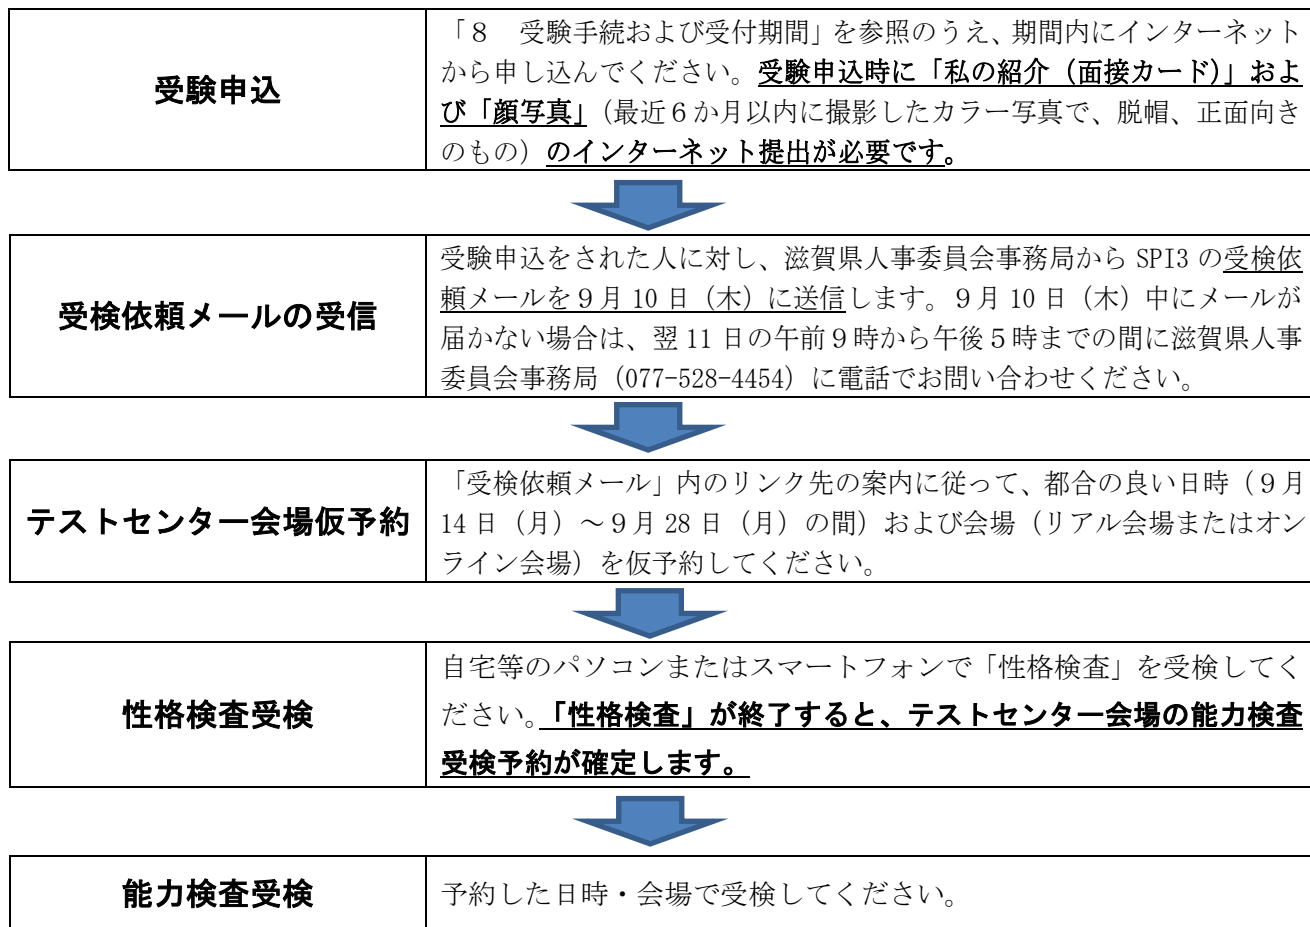 受験申込
「８　受験手続および受付期間」を参照のうえ、期間内にインターネット
から申し込んでください。受験申込時に「私の紹介（面接カード）」およ
び「顔写真」（最近６か月以内に撮影したカラー写真で、脱帽、正面向き
のもの）のインターネット提出が必要です。
受検依頼メールの受信
受験申込をされた人に対し、滋賀県人事委員会事務局から SPI3 の受検依
頼メールを９月 10 日（木）に送信します。９月 10 日（木）中にメールが
届かない場合は、翌 11 日の午前９時から午後５時までの間に滋賀県人事
委員会事務局（077-528-4454）に電話でお問い合わせください。
テストセンター会場仮予約
「受検依頼メール」内のリンク先の案内に従って、都合の良い日時（９月
14 日（月）～９月 28 日（月）の間）および会場（リアル会場またはオン
ライン会場）を仮予約してください。
性格検査受検
自宅等のパソコンまたはスマートフォンで「性格検査」を受検してく
ださい。「性格検査」が終了すると、テストセンター会場の能力検査
受検予約が確定します。
能力検査受検
予約した日時・会場で受検してください。